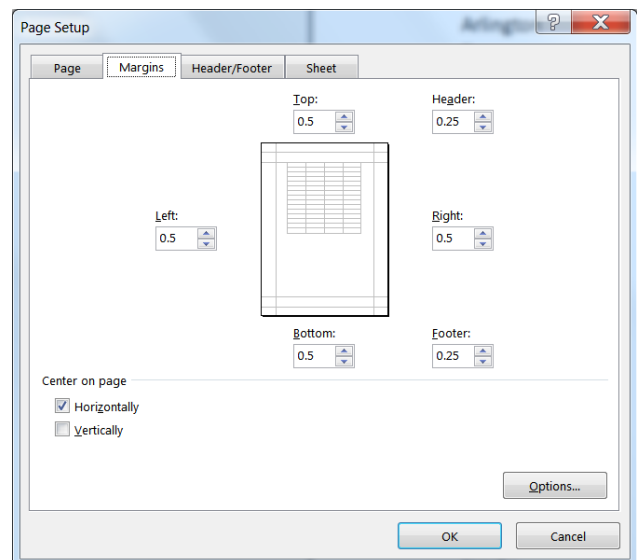 Page Setup
Arlington
?
X
Page Margins Header/Footer Sheet
Top: Header:
0.5 0.25
Left: Right:
0.5 0.5
Bottom: Footer:
0.5 0.25
Center on page
Horizontally
Vertically
Options...
OK Cancel